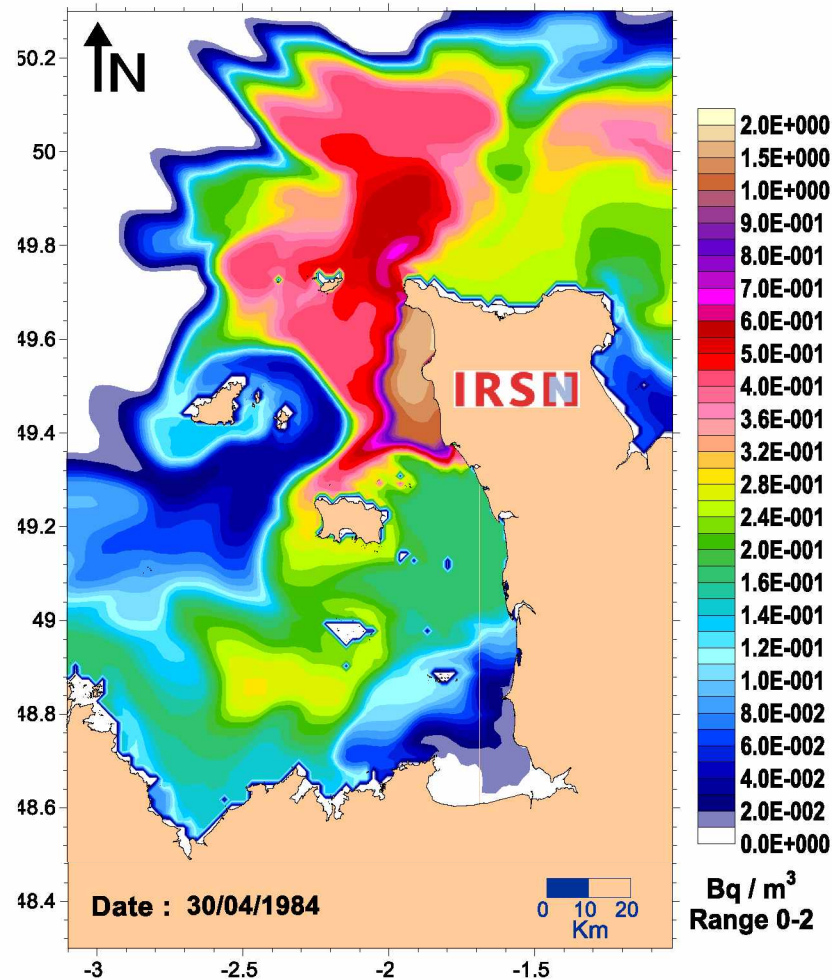 N
50.2
50
49.8
49.6
49.4
49.2
49
48.8
48.6
48.4
-3
-2.5
-2
-1.5
IRSN
Date : 30/04/1984
0 10 20
Km
2.0E+000
1.5E+000
1.0E+000
9.0E-001
8.0E-001
7.0E-001
6.0E-001
5.0E-001
4.0E-001
3.6E-001
3.2E-001
2.8E-001
2.4E-001
2.0E-001
1.6E-001
1.4E-001
1.2E-001
1.0E-001
8.0E-002
6.0E-002
4.0E-002
2.0E-002
0.0E+000
Bq / m³
Range 0-2